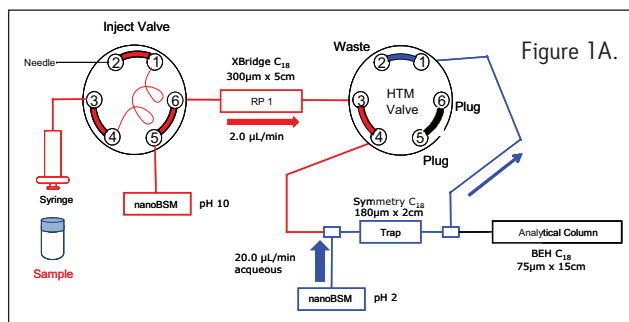 Inject Valve
Figure 1A.
Needle
2
1
3
6
4
5
XBridge C18
300µm x 5cm
RP 1
2.0 µL/min
Waste
2
1
3
HTM
Valve
6
Plug
4
5
Plug
Syringe
Sample
nanoBSM
pH 10
Symmetry C18
180µm x 2cm
Trap
Analytical Column
BEH C18
75µm x 15cm
20.0 µL/min
acqueous
nanoBSM
pH 2